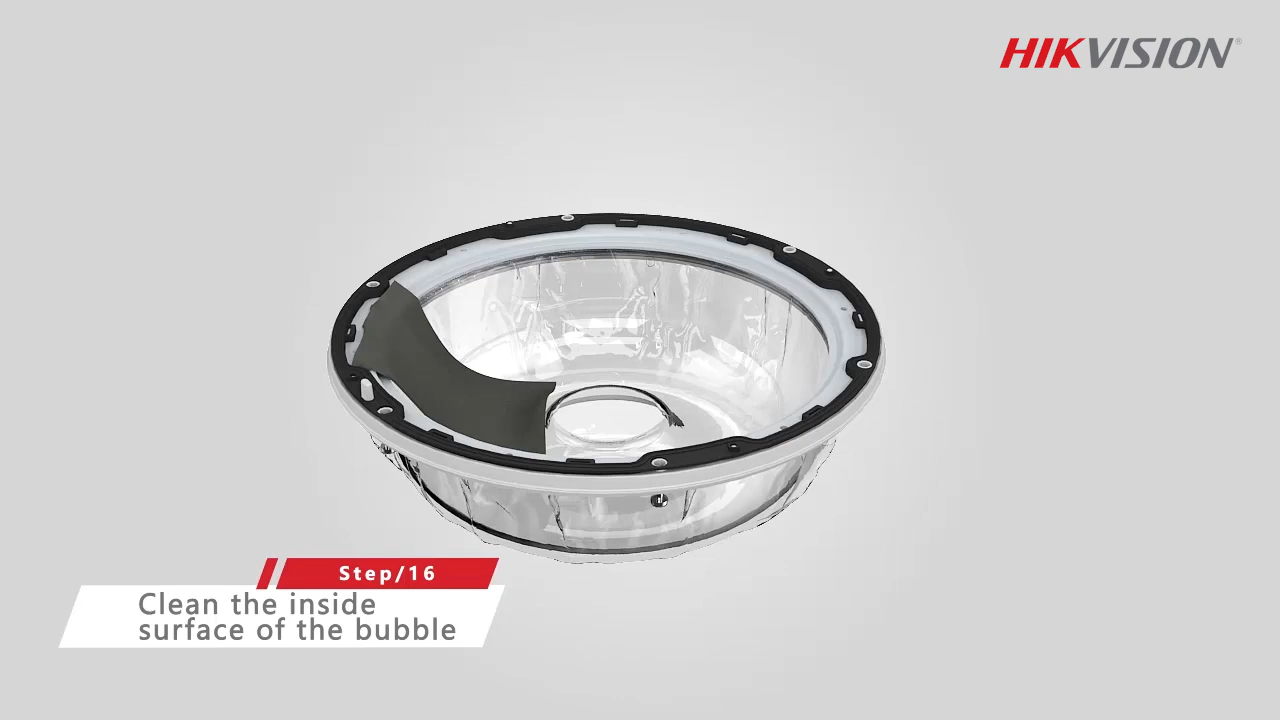 HIKVISION®
Step/16
Clean the inside
surface of the bubble